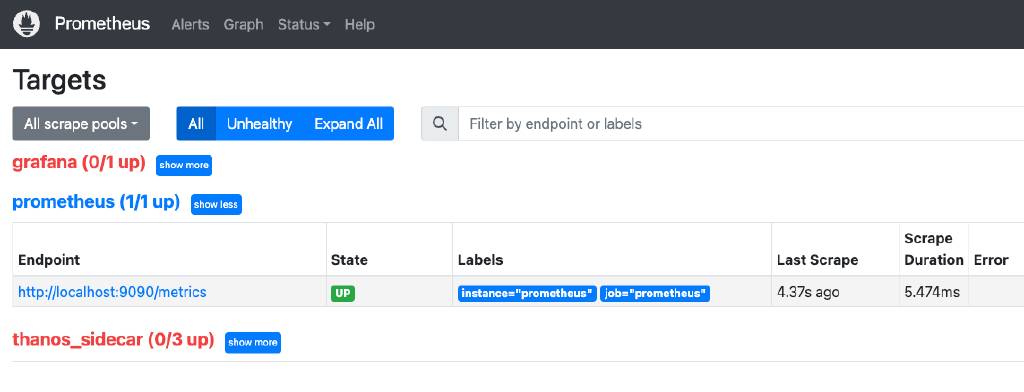 Prometheus Alerts Graph Status Help
Targets
All scrape pools All Unhealthy Expand All Filter by endpoint or labels
grafana (0/1 up) show more
prometheus (1/1 up) show less
Endpoint State Labels Last Scrape Scrape Duration Error
http://localhost:9090/metrics UP instance="prometheus" job="prometheus" 4.37s ago 5.474ms
thanos_sidecar (0/3 up) show more